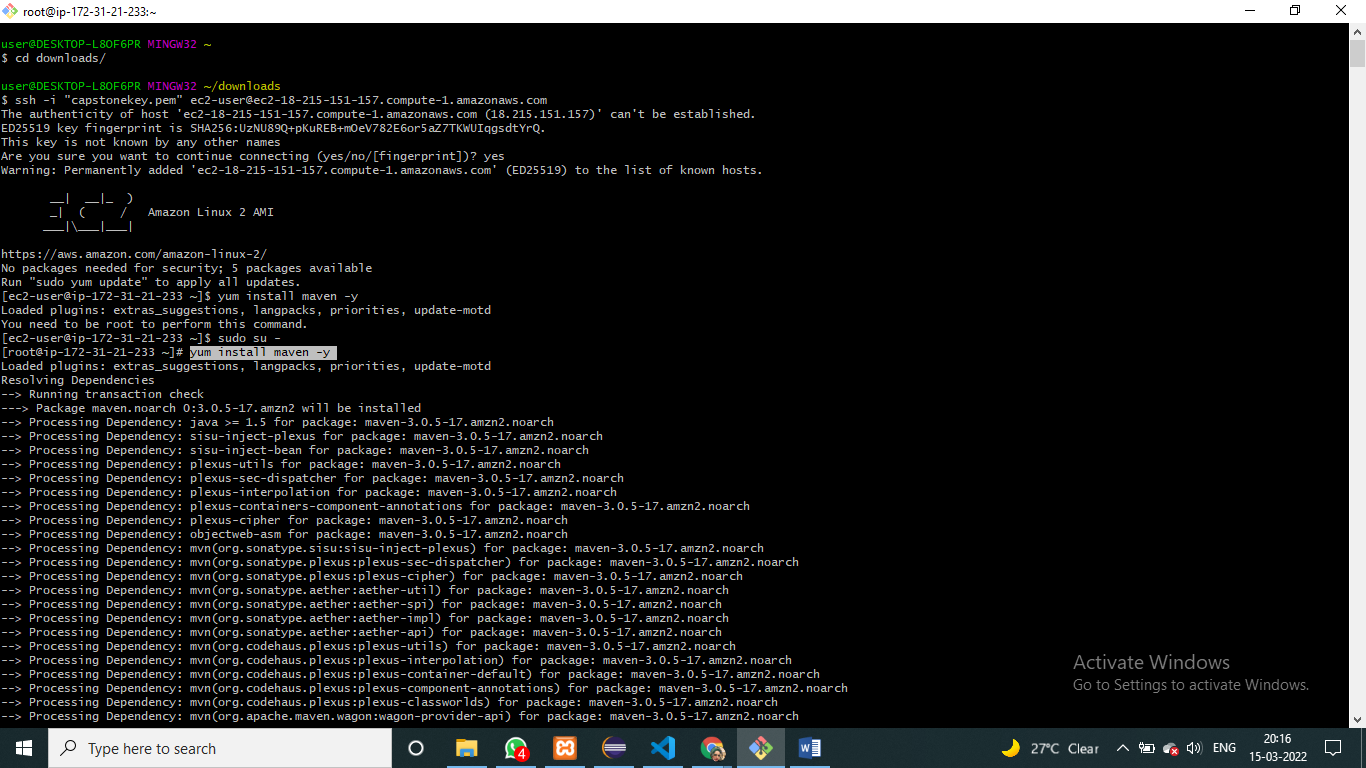 root@ip-172-31-21-233:~
user@DESKTOP-L8OF6PR MINGW32 ~
$ cd downloads/
user@DESKTOP-L8OF6PR MINGW32 ~/downloads
$ ssh -i "capstonekey.pem" ec2-user@ec2-18-215-151-157.compute-1.amazonaws.com
The authenticity of host 'ec2-18-215-151-157.compute-1.amazonaws.com (18.215.151.157)' can't be established.
ED25519 key fingerprint is SHA256:UzNU89Q+pKuREB+mOeV782E6or5aZ7TKWUIqgsdtYrQ.
This key is not known by any other names
Are you sure you want to continue connecting (yes/no/[fingerprint])? yes
Warning: Permanently added 'ec2-18-215-151-157.compute-1.amazonaws.com' (ED25519) to the list of known hosts.
       __|  __|_  )
       _|  (     /   Amazon Linux 2 AMI
      ___|\___|___|
https://aws.amazon.com/amazon-linux-2/
No packages needed for security; 5 packages available
Run "sudo yum update" to apply all updates.
[ec2-user@ip-172-31-21-233 ~]$ yum install maven -y
Loaded plugins: extras_suggestions, langpacks, priorities, update-motd
You need to be root to perform this command.
[ec2-user@ip-172-31-21-233 ~]$ sudo su -
[root@ip-172-31-21-233 ~]# yum install maven -y
Loaded plugins: extras_suggestions, langpacks, priorities, update-motd
Resolving Dependencies
--> Running transaction check
---> Package maven.noarch 0:3.0.5-17.amzn2 will be installed
--> Processing Dependency: java >= 1.5 for package: maven-3.0.5-17.amzn2.noarch
--> Processing Dependency: sisu-inject-plexus for package: maven-3.0.5-17.amzn2.noarch
--> Processing Dependency: sisu-inject-bean for package: maven-3.0.5-17.amzn2.noarch
--> Processing Dependency: plexus-utils for package: maven-3.0.5-17.amzn2.noarch
--> Processing Dependency: plexus-sec-dispatcher for package: maven-3.0.5-17.amzn2.noarch
--> Processing Dependency: plexus-interpolation for package: maven-3.0.5-17.amzn2.noarch
--> Processing Dependency: plexus-containers-component-annotations for package: maven-3.0.5-17.amzn2.noarch
--> Processing Dependency: plexus-cipher for package: maven-3.0.5-17.amzn2.noarch
--> Processing Dependency: objectweb-asm for package: maven-3.0.5-17.amzn2.noarch
--> Processing Dependency: mvn(org.sonatype.sisu:sisu-inject-plexus) for package: maven-3.0.5-17.amzn2.noarch
--> Processing Dependency: mvn(org.sonatype.plexus:plexus-sec-dispatcher) for package: maven-3.0.5-17.amzn2.noarch
--> Processing Dependency: mvn(org.sonatype.plexus:plexus-cipher) for package: maven-3.0.5-17.amzn2.noarch
--> Processing Dependency: mvn(org.sonatype.aether:aether-util) for package: maven-3.0.5-17.amzn2.noarch
--> Processing Dependency: mvn(org.sonatype.aether:aether-spi) for package: maven-3.0.5-17.amzn2.noarch
--> Processing Dependency: mvn(org.sonatype.aether:aether-impl) for package: maven-3.0.5-17.amzn2.noarch
--> Processing Dependency: mvn(org.sonatype.aether:aether-api) for package: maven-3.0.5-17.amzn2.noarch
--> Processing Dependency: mvn(org.codehaus.plexus:plexus-utils) for package: maven-3.0.5-17.amzn2.noarch
--> Processing Dependency: mvn(org.codehaus.plexus:plexus-interpolation) for package: maven-3.0.5-17.amzn2.noarch
--> Processing Dependency: mvn(org.codehaus.plexus:plexus-container-default) for package: maven-3.0.5-17.amzn2.noarch
--> Processing Dependency: mvn(org.codehaus.plexus:plexus-component-annotations) for package: maven-3.0.5-17.amzn2.noarch
--> Processing Dependency: mvn(org.codehaus.plexus:plexus-classworlds) for package: maven-3.0.5-17.amzn2.noarch
--> Processing Dependency: mvn(org.apache.maven.wagon:wagon-provider-api) for package: maven-3.0.5-17.amzn2.noarch
Activate Windows
Go to Settings to activate Windows.
Type here to search
4
27°C Clear
ENG
20:16
15-03-2022